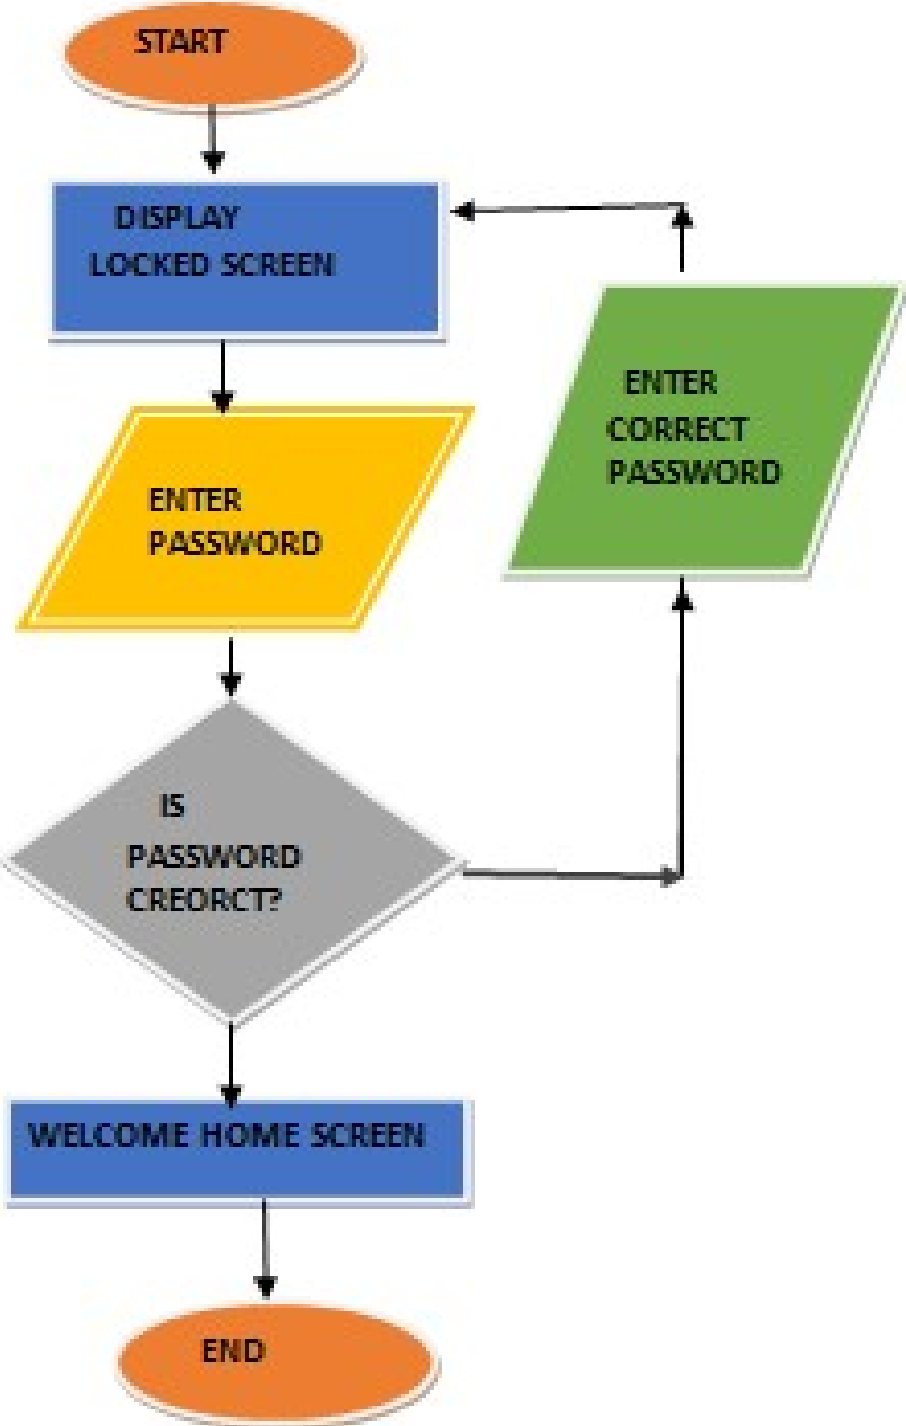 START
DISPLAY
LOCKED SCREEN
ENTER
PASSWORD
IS
PASSWORD
CREORCT?
ENTER
CORRECT
PASSWORD
WELCOME HOME SCREEN
END